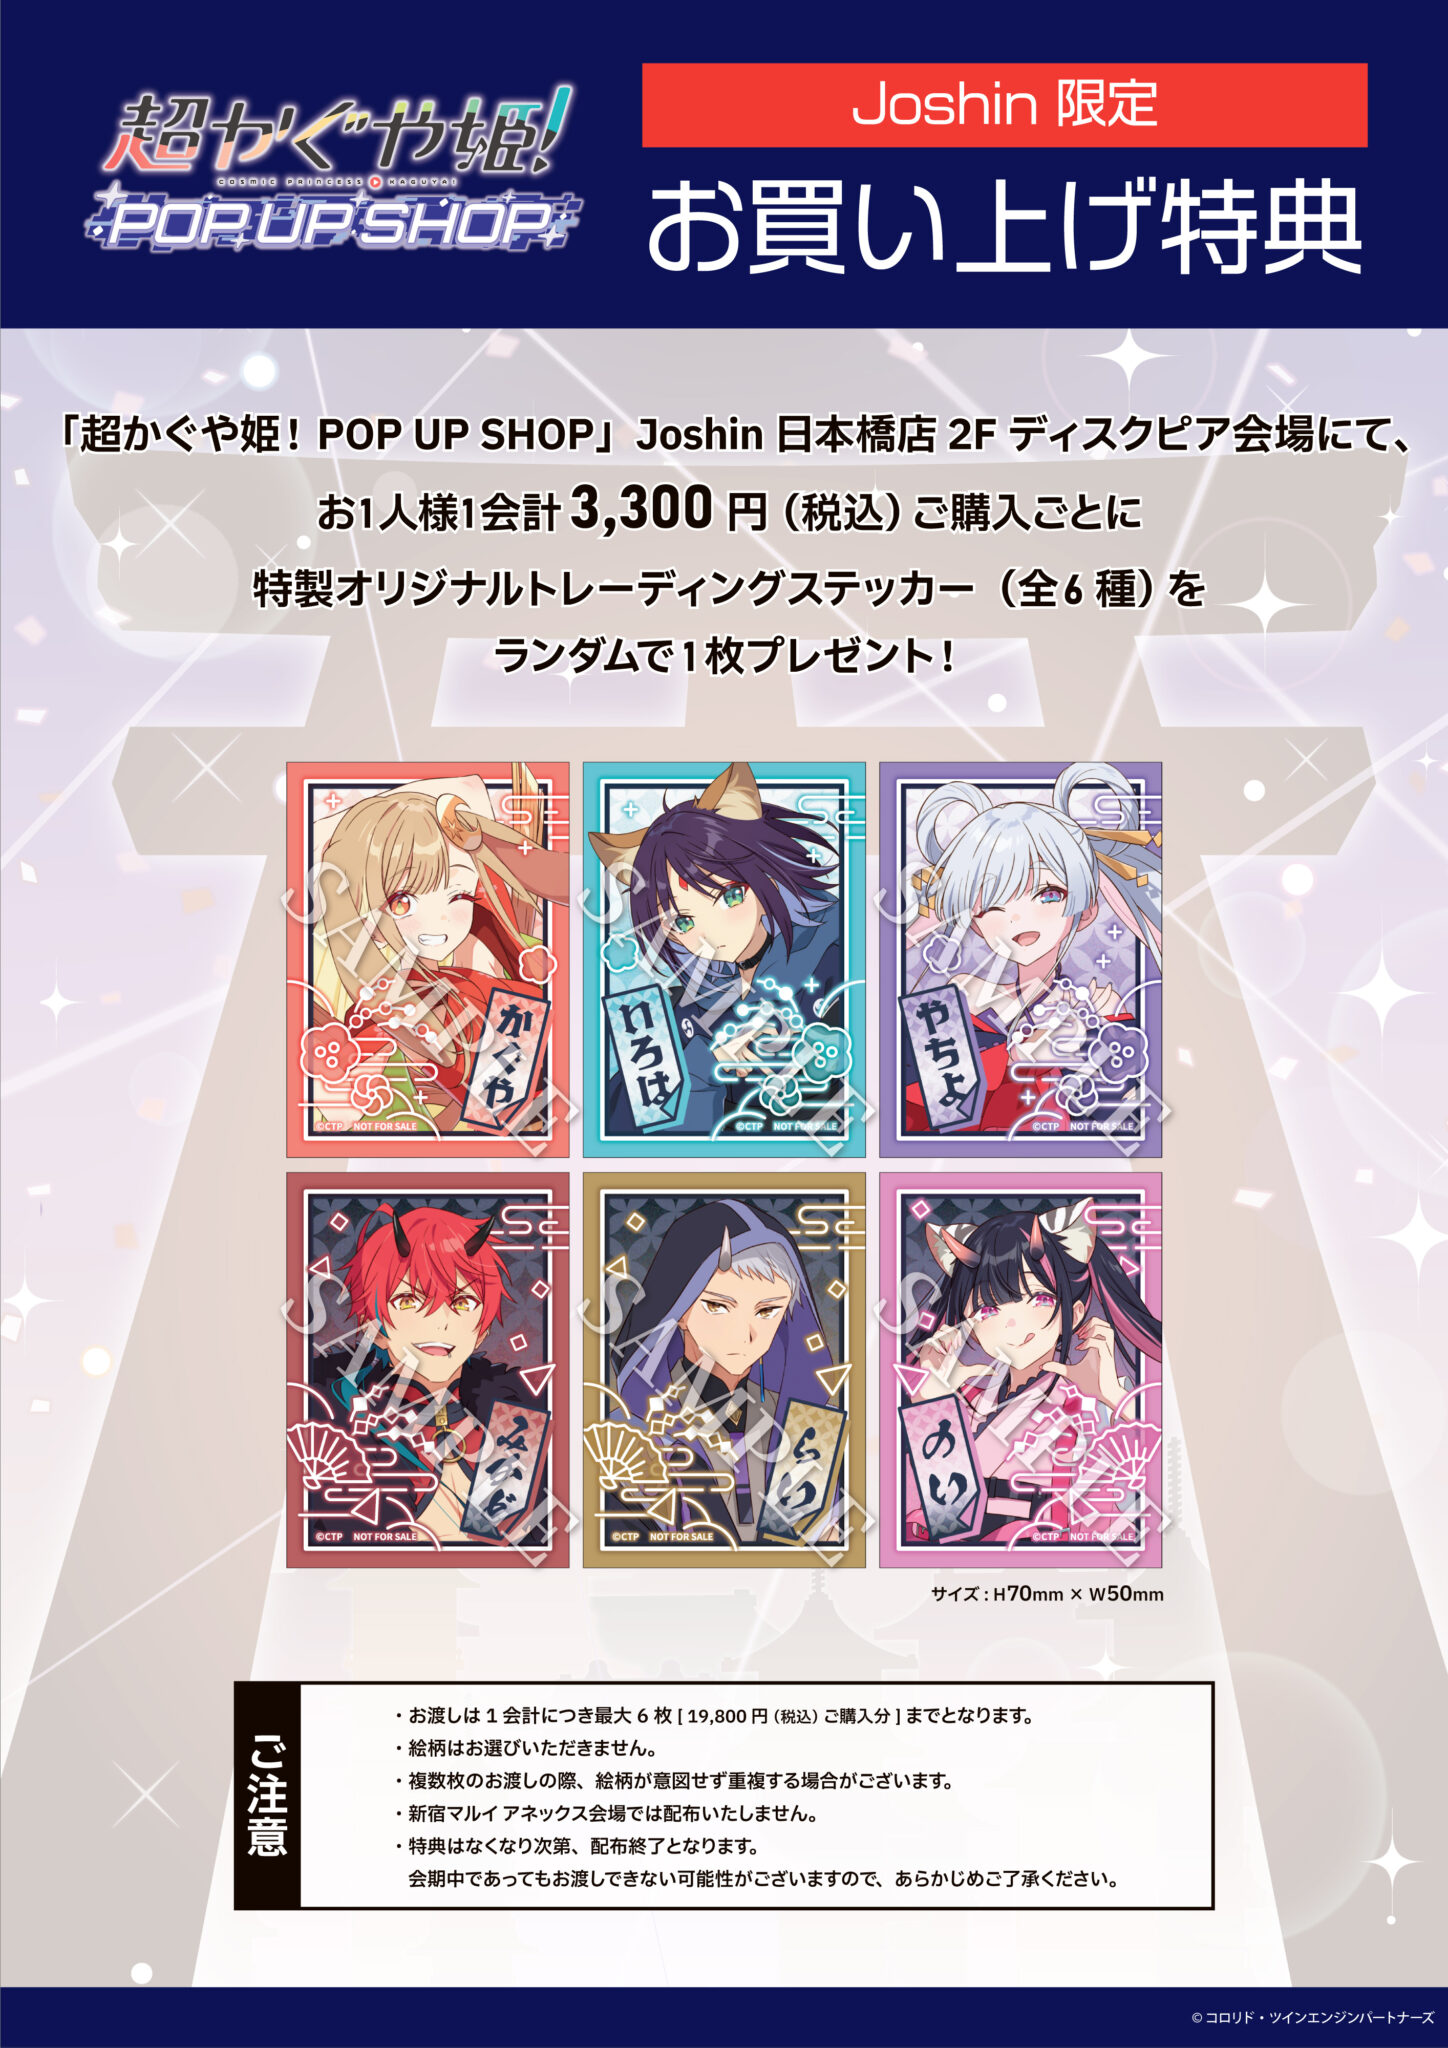 超かぐや姫!
COSMIC PRINCESS KAGUYA!
POP UP SHOP
Joshin 限定
お買い上げ特典
「超かぐや姫! POP UP SHOP」Joshin 日本橋店 2F ディスクピア会場にて、
お1人様1会計 3,300 円（税込）ご購入ごとに
特製オリジナルトレーディングステッカー（全6 種）を
ランダムで1枚プレゼント!
かぐや
©CTP NOT FOR SALE
SAMPLE
いろは
©CTP NOT FOR SALE
SAMPLE
やちよ
©CTP NOT FOR SALE
SAMPLE
みかど
©CTP NOT FOR SALE
SAMPLE
らい
©CTP NOT FOR SALE
SAMPLE
のい
©CTP NOT FOR SALE
SAMPLE
サイズ : H70mm × W50mm
ご注意
・お渡しは 1 会計につき最大 6 枚 [ 19,800 円（税込）ご購入分 ] までとなります。
・絵柄はお選びいただきません。
・複数枚のお渡しの際、絵柄が意図せず重複する場合がございます。
・新宿マルイ アネックス会場では配布いたしません。
・特典はなくなり次第、配布終了となります。
会期中であってもお渡しできない可能性がございますので、あらかじめご了承ください。
© コロリド・ツインエンジンパートナーズ